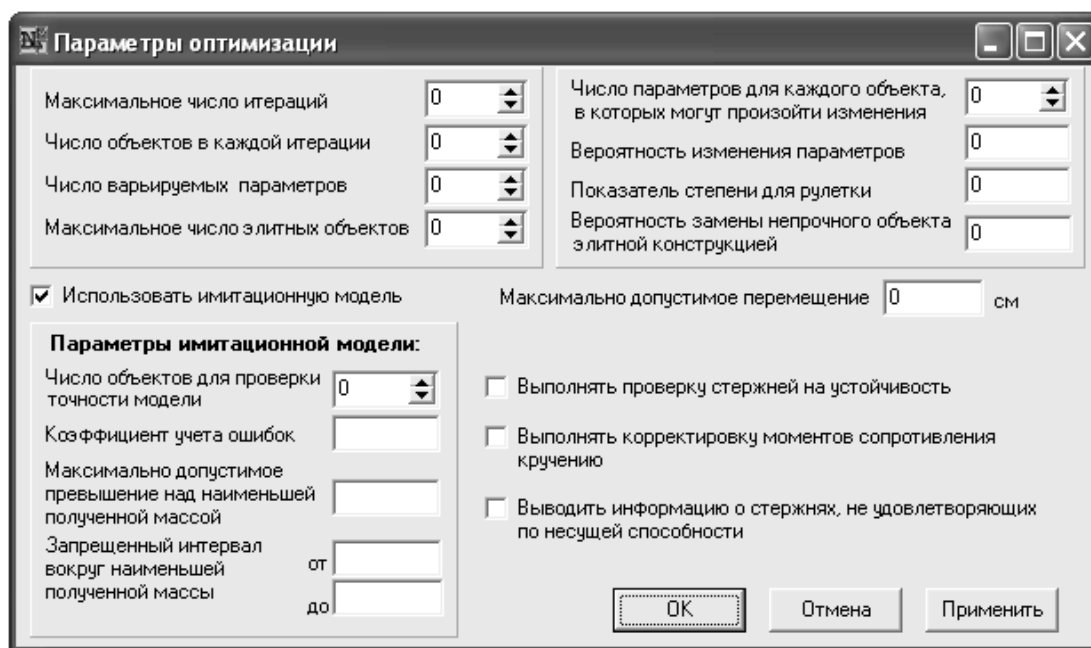 Параметры оптимизации
Максимальное число итераций
0
Число объектов в каждой итерации
0
Число варьируемых параметров
0
Максимальное число элитных объектов
0
Число параметров для каждого объекта,
в которых могут произойти изменения
0
Вероятность изменения параметров
0
Показатель степени для рулетки
0
Вероятность замены непрочного объекта
элитной конструкцией
0
Использовать имитационную модель
Максимально допустимое перемещение
0
см
Параметры имитационной модели:
Число объектов для проверки
точности модели
0
Коэффициент учета ошибок
Максимально допустимое
превышение над наименьшей
полученной массой
Запрещенный интервал
вокруг наименьшей
полученной массы
от
до
Выполнять проверку стержней на устойчивость
Выполнять корректировку моментов сопротивления
кручению
Выводить информацию о стержнях, не удовлетворяющих
по несущей способности
OK
Отмена
Применить